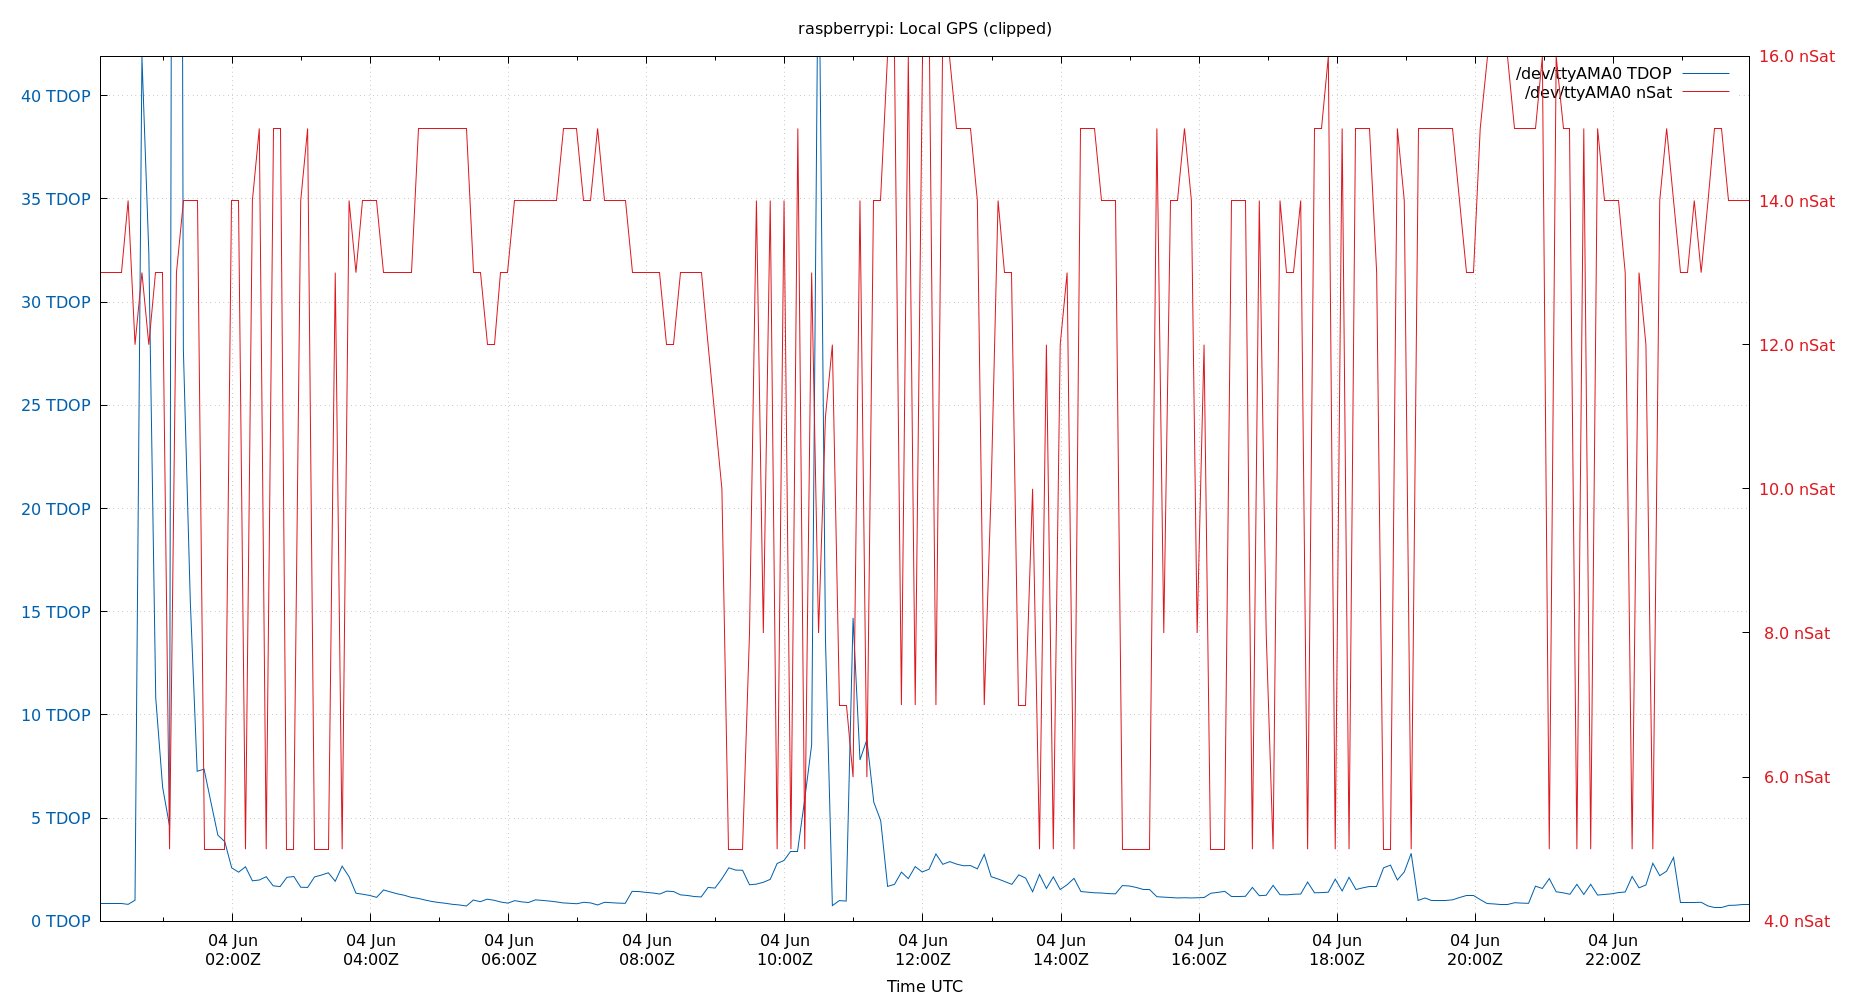 raspberrypi: Local GPS (clipped)
/dev/ttyAMA0 TDOP
/dev/ttyAMA0 nSat
40 TDOP
35 TDOP
30 TDOP
25 TDOP
20 TDOP
15 TDOP
10 TDOP
5 TDOP
0 TDOP
16.0 nSat
14.0 nSat
12.0 nSat
10.0 nSat
8.0 nSat
6.0 nSat
4.0 nSat
04 Jun
02:00Z
04 Jun
04:00Z
04 Jun
06:00Z
04 Jun
08:00Z
04 Jun
10:00Z
04 Jun
12:00Z
04 Jun
14:00Z
04 Jun
16:00Z
04 Jun
18:00Z
04 Jun
20:00Z
04 Jun
22:00Z
Time UTC